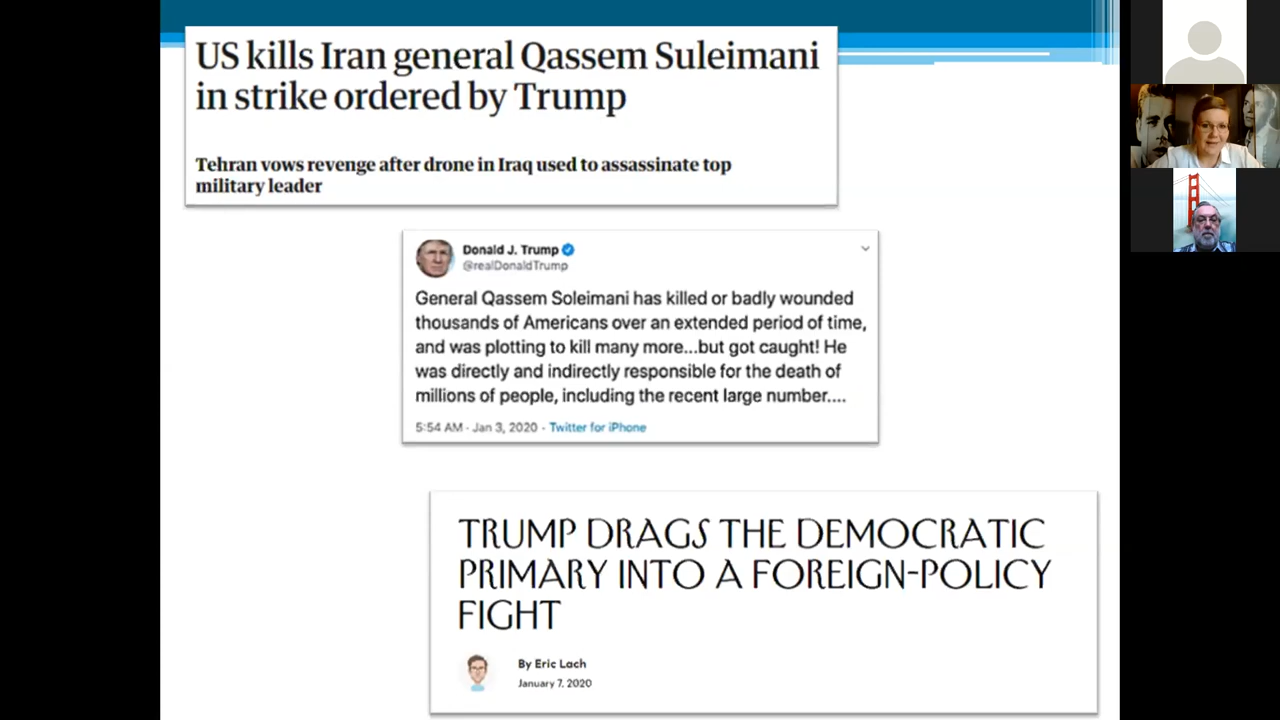 US kills Iran general Qassem Suleimani
in strike ordered by Trump
Tehran vows revenge after drone in Iraq used to assassinate top
military leader
Donald J. Trump
@realDonaldTrump
General Qassem Soleimani has killed or badly wounded
thousands of Americans over an extended period of time,
and was plotting to kill many more...but got caught! He
was directly and indirectly responsible for the death of
millions of people, including the recent large number....
5:54 AM · Jan 3, 2020 · Twitter for iPhone
TRUMP DRAGS THE DEMOCRATIC
PRIMARY INTO A FOREIGN-POLICY
FIGHT
By Eric Lach
January 7, 2020